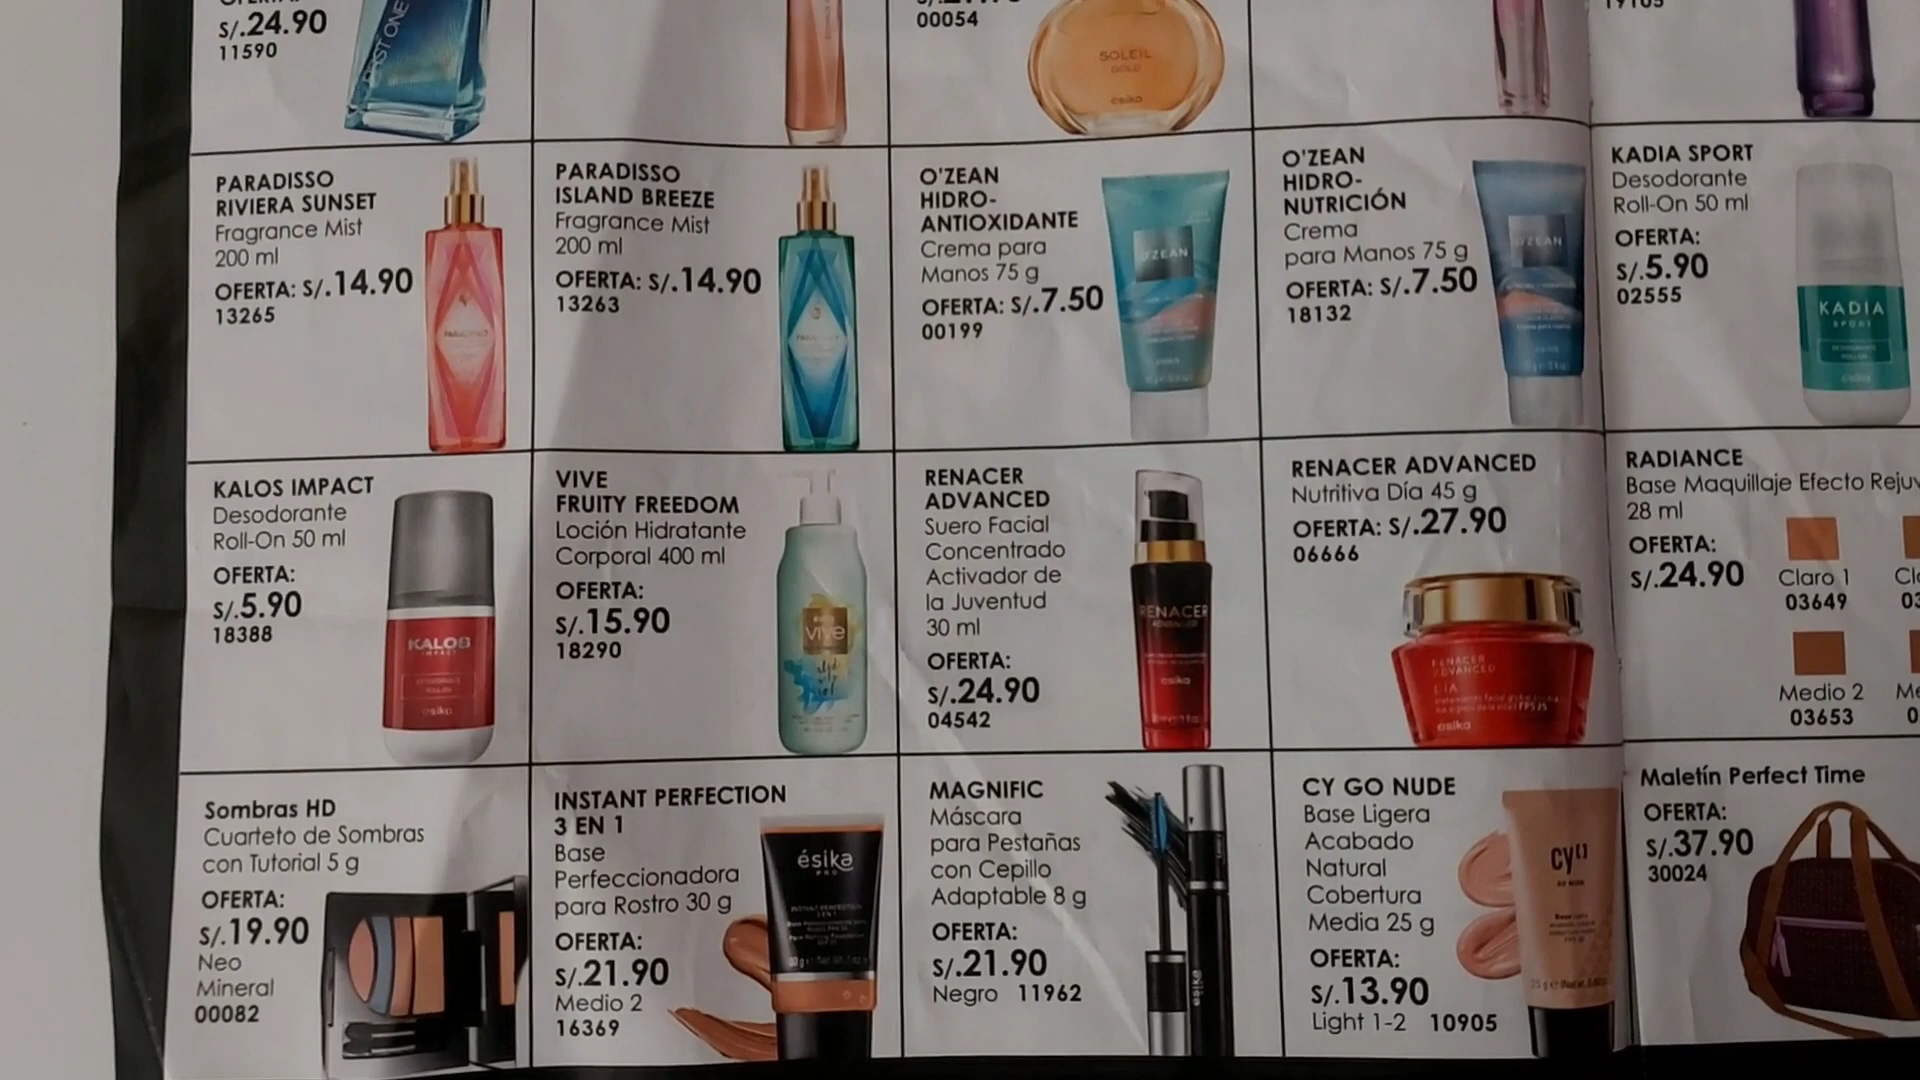 S/.24.90
11590
00054
SOLEIL
GOLD
ésika
PARADISSO
RIVIERA SUNSET
Fragrance Mist
200 ml
OFERTA: S/.14.90
13265
PARADISSO
ISLAND BREEZE
Fragrance Mist
200 ml
OFERTA: S/.14.90
13263
O'ZEAN
HIDRO-
ANTIOXIDANTE
Crema para
Manos 75 g
OFERTA: S/.7.50
00199
O'ZEAN
O'ZEAN
HIDRO-
NUTRICIÓN
Crema
para Manos 75 g
OFERTA: S/.7.50
18132
O'ZEAN
KADIA SPORT
Desodorante
Roll-On 50 ml
OFERTA:
S/.5.90
02555
KADIA
SPORT
ésika
KALOS IMPACT
Desodorante
Roll-On 50 ml
OFERTA:
S/.5.90
18388
KALOS
IMPACT
ésika
VIVE
FRUITY FREEDOM
Loción Hidratante
Corporal 400 ml
OFERTA:
S/.15.90
18290
vive
RENACER
ADVANCED
Suero Facial
Concentrado
Activador de
la Juventud
30 ml
OFERTA:
S/.24.90
04542
RENACER
ADVANCED
ésika
RENACER ADVANCED
Nutritiva Día 45 g
OFERTA: S/.27.90
06666
RENACER
ADVANCED
DIA
ésika
RADIANCE
Base Maquillaje Efecto Rejuv
28 ml
OFERTA:
S/.24.90
Claro 1
03649
Medio 2
03653
Sombras HD
Cuarteto de Sombras
con Tutorial 5 g
OFERTA:
S/.19.90
Neo
Mineral
00082
INSTANT PERFECTION
3 EN 1
Base
Perfeccionadora
para Rostro 30 g
OFERTA:
S/.21.90
Medio 2
16369
ésika
PRO
MAGNIFIC
Máscara
para Pestañas
con Cepillo
Adaptable 8 g
OFERTA:
S/.21.90
Negro 11962
ésika
CY GO NUDE
Base Ligera
Acabado
Natural
Cobertura
Media 25 g
OFERTA:
S/.13.90
Light 1-2 10905
cy°
GO NUDE
Maletín Perfect Time
OFERTA:
S/.37.90
30024